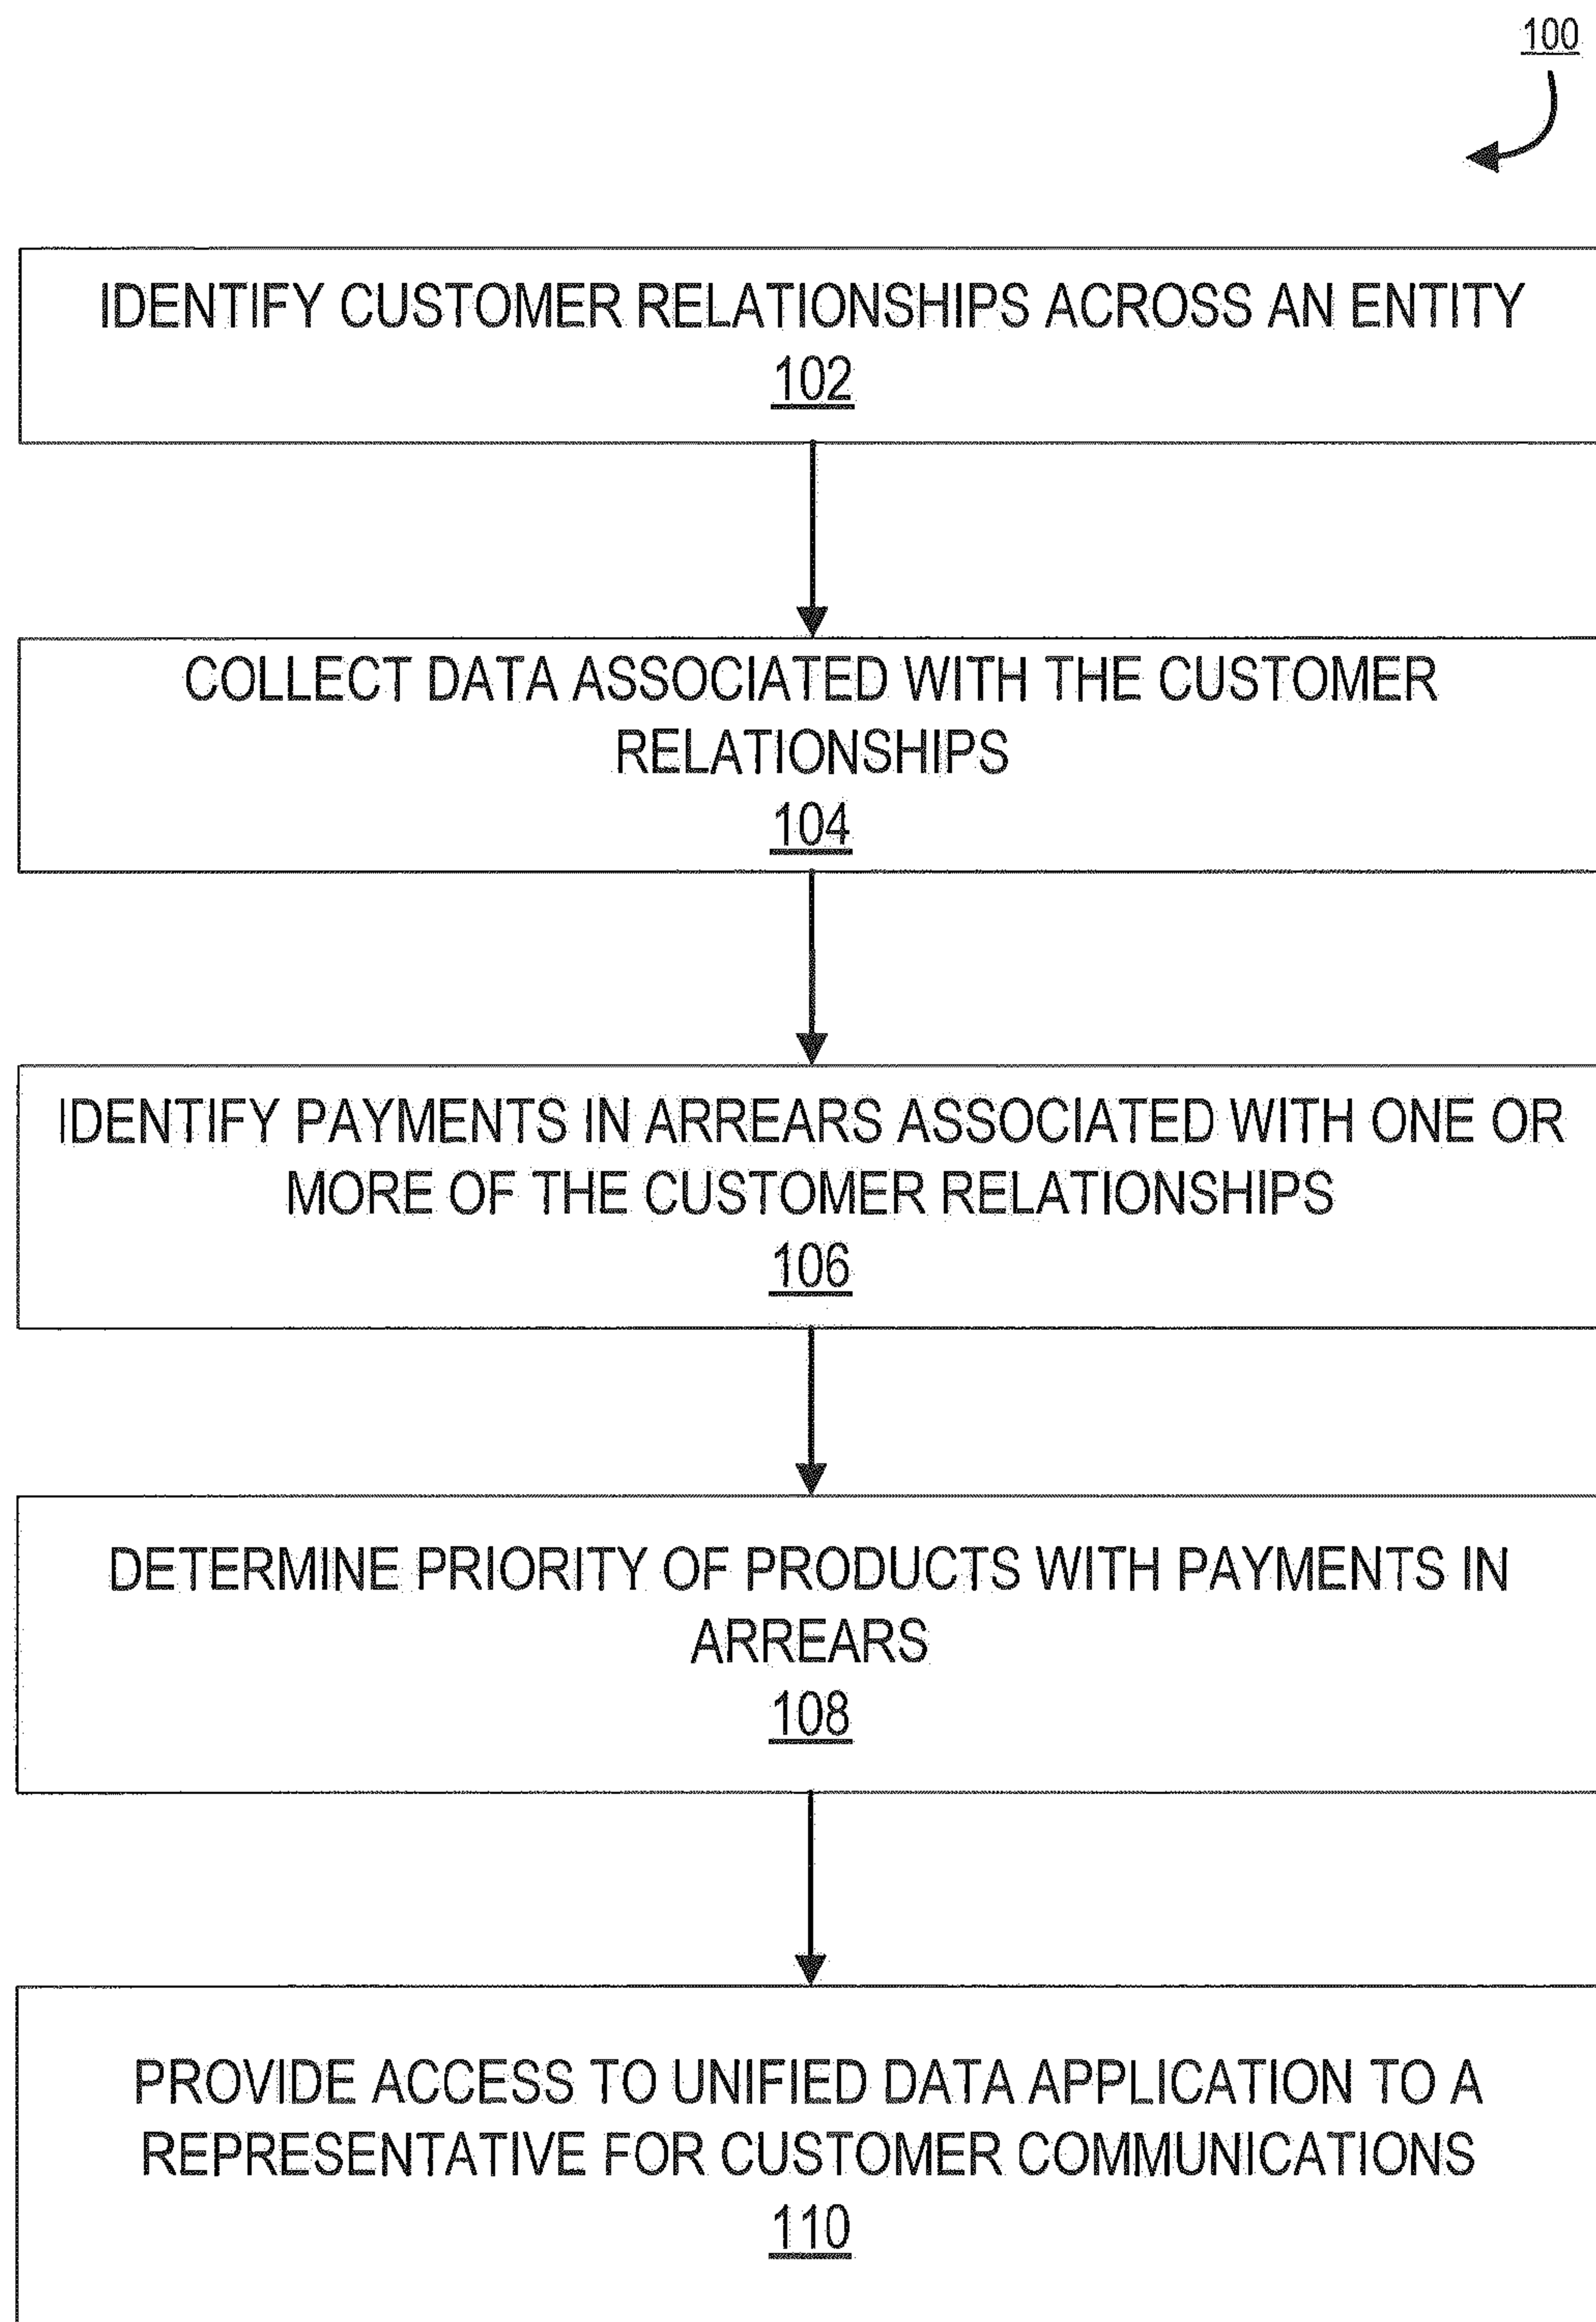 100
IDENTIFY CUSTOMER RELATIONSHIPS ACROSS AN ENTITY
102
COLLECT DATA ASSOCIATED WITH THE CUSTOMER
RELATIONSHIPS
104
IDENTIFY PAYMENTS IN ARREARS ASSOCIATED WITH ONE OR
MORE OF THE CUSTOMER RELATIONSHIPS
106
DETERMINE PRIORITY OF PRODUCTS WITH PAYMENTS IN
ARREARS
108
PROVIDE ACCESS TO UNIFIED DATA APPLICATION TO A
REPRESENTATIVE FOR CUSTOMER COMMUNICATIONS
110